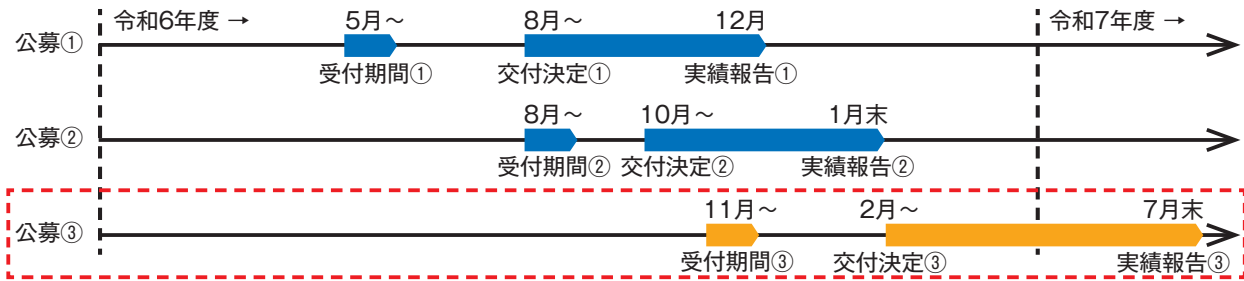 令和6年度 → 令和7年度 →
公募① 5月～ 8月～ 12月
受付期間① 交付決定① 実績報告①
公募② 8月～ 10月～ 1月末
受付期間② 交付決定② 実績報告②
公募③ 11月～ 2月～ 7月末
受付期間③ 交付決定③ 実績報告③